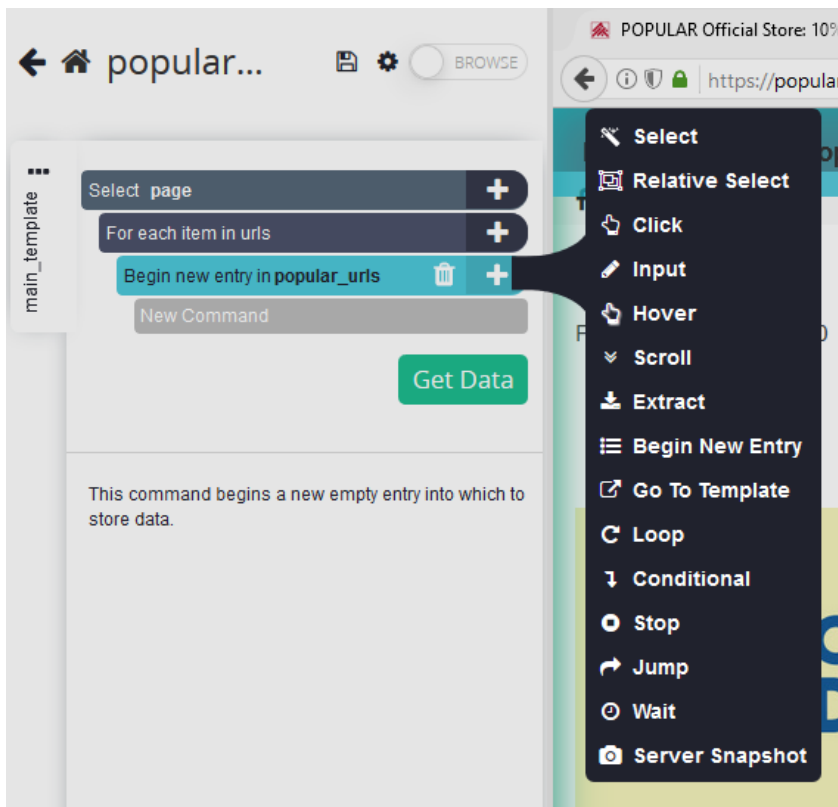 popular...
BROWSE
POPULAR Official Store: 10%
https://popular
main_template
Select page
For each item in urls
Begin new entry in popular_urls
New Command
Get Data
This command begins a new empty entry into which to
store data.
Select
Relative Select
Click
Input
Hover
Scroll
Extract
Begin New Entry
Go To Template
Loop
Conditional
Stop
Jump
Wait
Server Snapshot